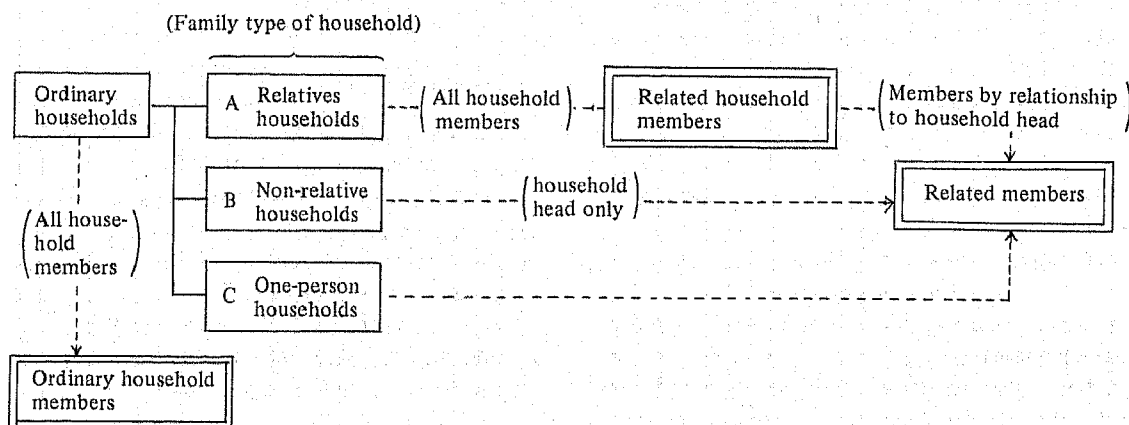 (Family type of household)
Ordinary
households
A Relatives
households
(All household
members)
Related household
members
(Members by relationship
to household head)
B Non-relative
households
(household
head only)
Related members
(All house-
hold
members)
C One-person
households
Ordinary household
members